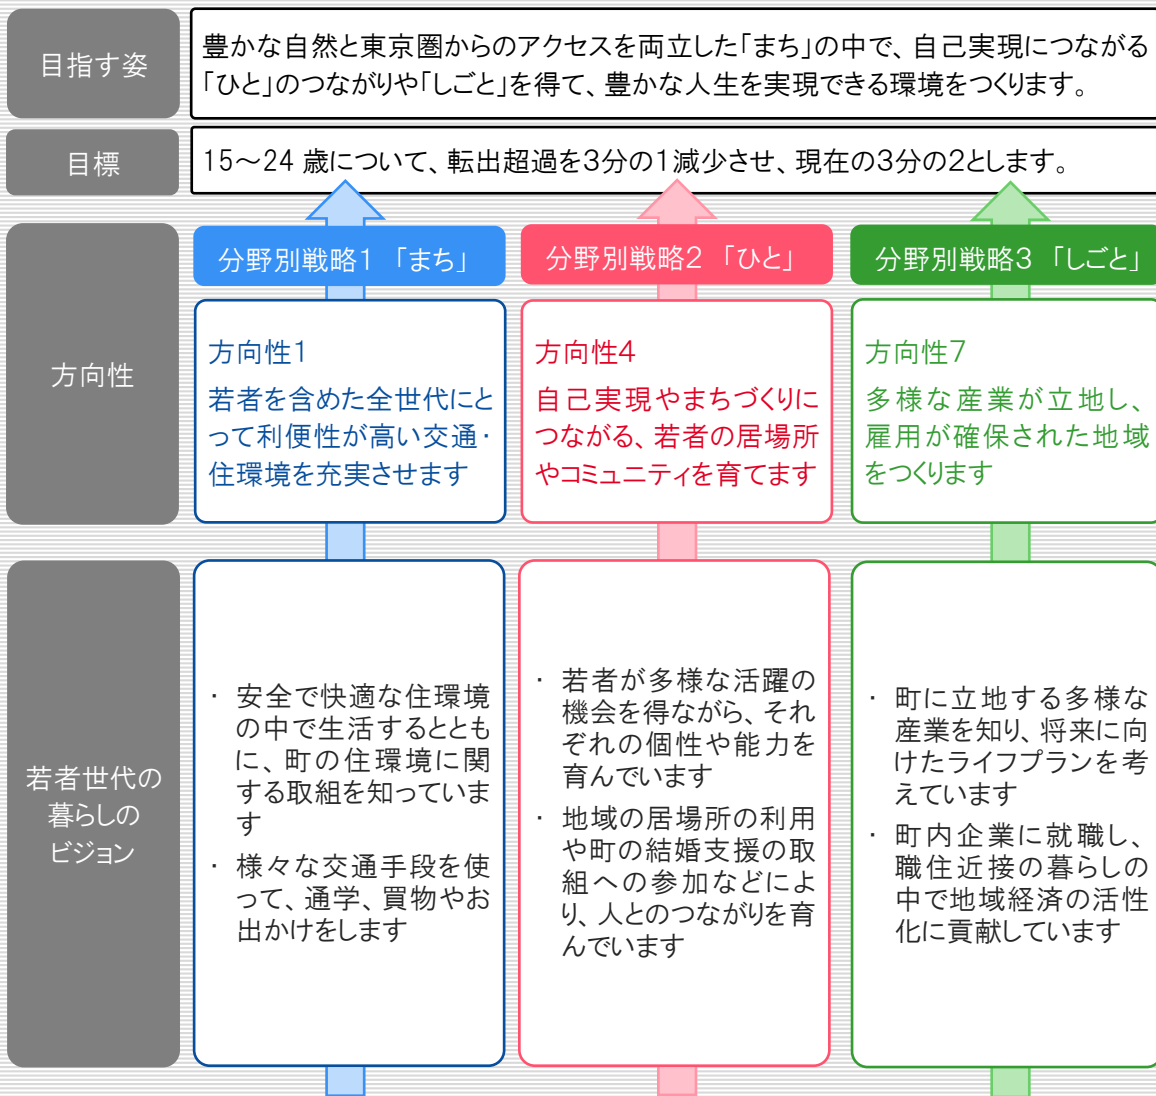 目指す姿
豊かな自然と東京圏からのアクセスを両立した「まち」の中で、自己実現につながる
「ひと」のつながりや「しごと」を得て、豊かな人生を実現できる環境をつくります。
目標
15～24 歳について、転出超過を3分の1減少させ、現在の3分の2とします。
方向性
分野別戦略1 「まち」
方向性1
若者を含めた全世代にと
って利便性が高い交通・
住環境を充実させます
分野別戦略2 「ひと」
方向性4
自己実現やまちづくりに
つながる、若者の居場所
やコミュニティを育てます
分野別戦略3 「しごと」
方向性7
多様な産業が立地し、
雇用が確保された地域
をつくります
若者世代の
暮らしの
ビジョン
・ 安全で快適な住環境
の中で生活するととも
に、町の住環境に関
する取組を知っていま
す
・ 様々な交通手段を使
って、通学、買物やお
出かけをします
・ 若者が多様な活躍の
機会を得ながら、それ
ぞれの個性や能力を
育んでいます
・ 地域の居場所の利用
や町の結婚支援の取
組への参加などによ
り、人とのつながりを育
んでいます
・ 町に立地する多様な
産業を知り、将来に向
けたライフプランを考
えています
・ 町内企業に就職し、
職住近接の暮らしの
中で地域経済の活性
化に貢献しています